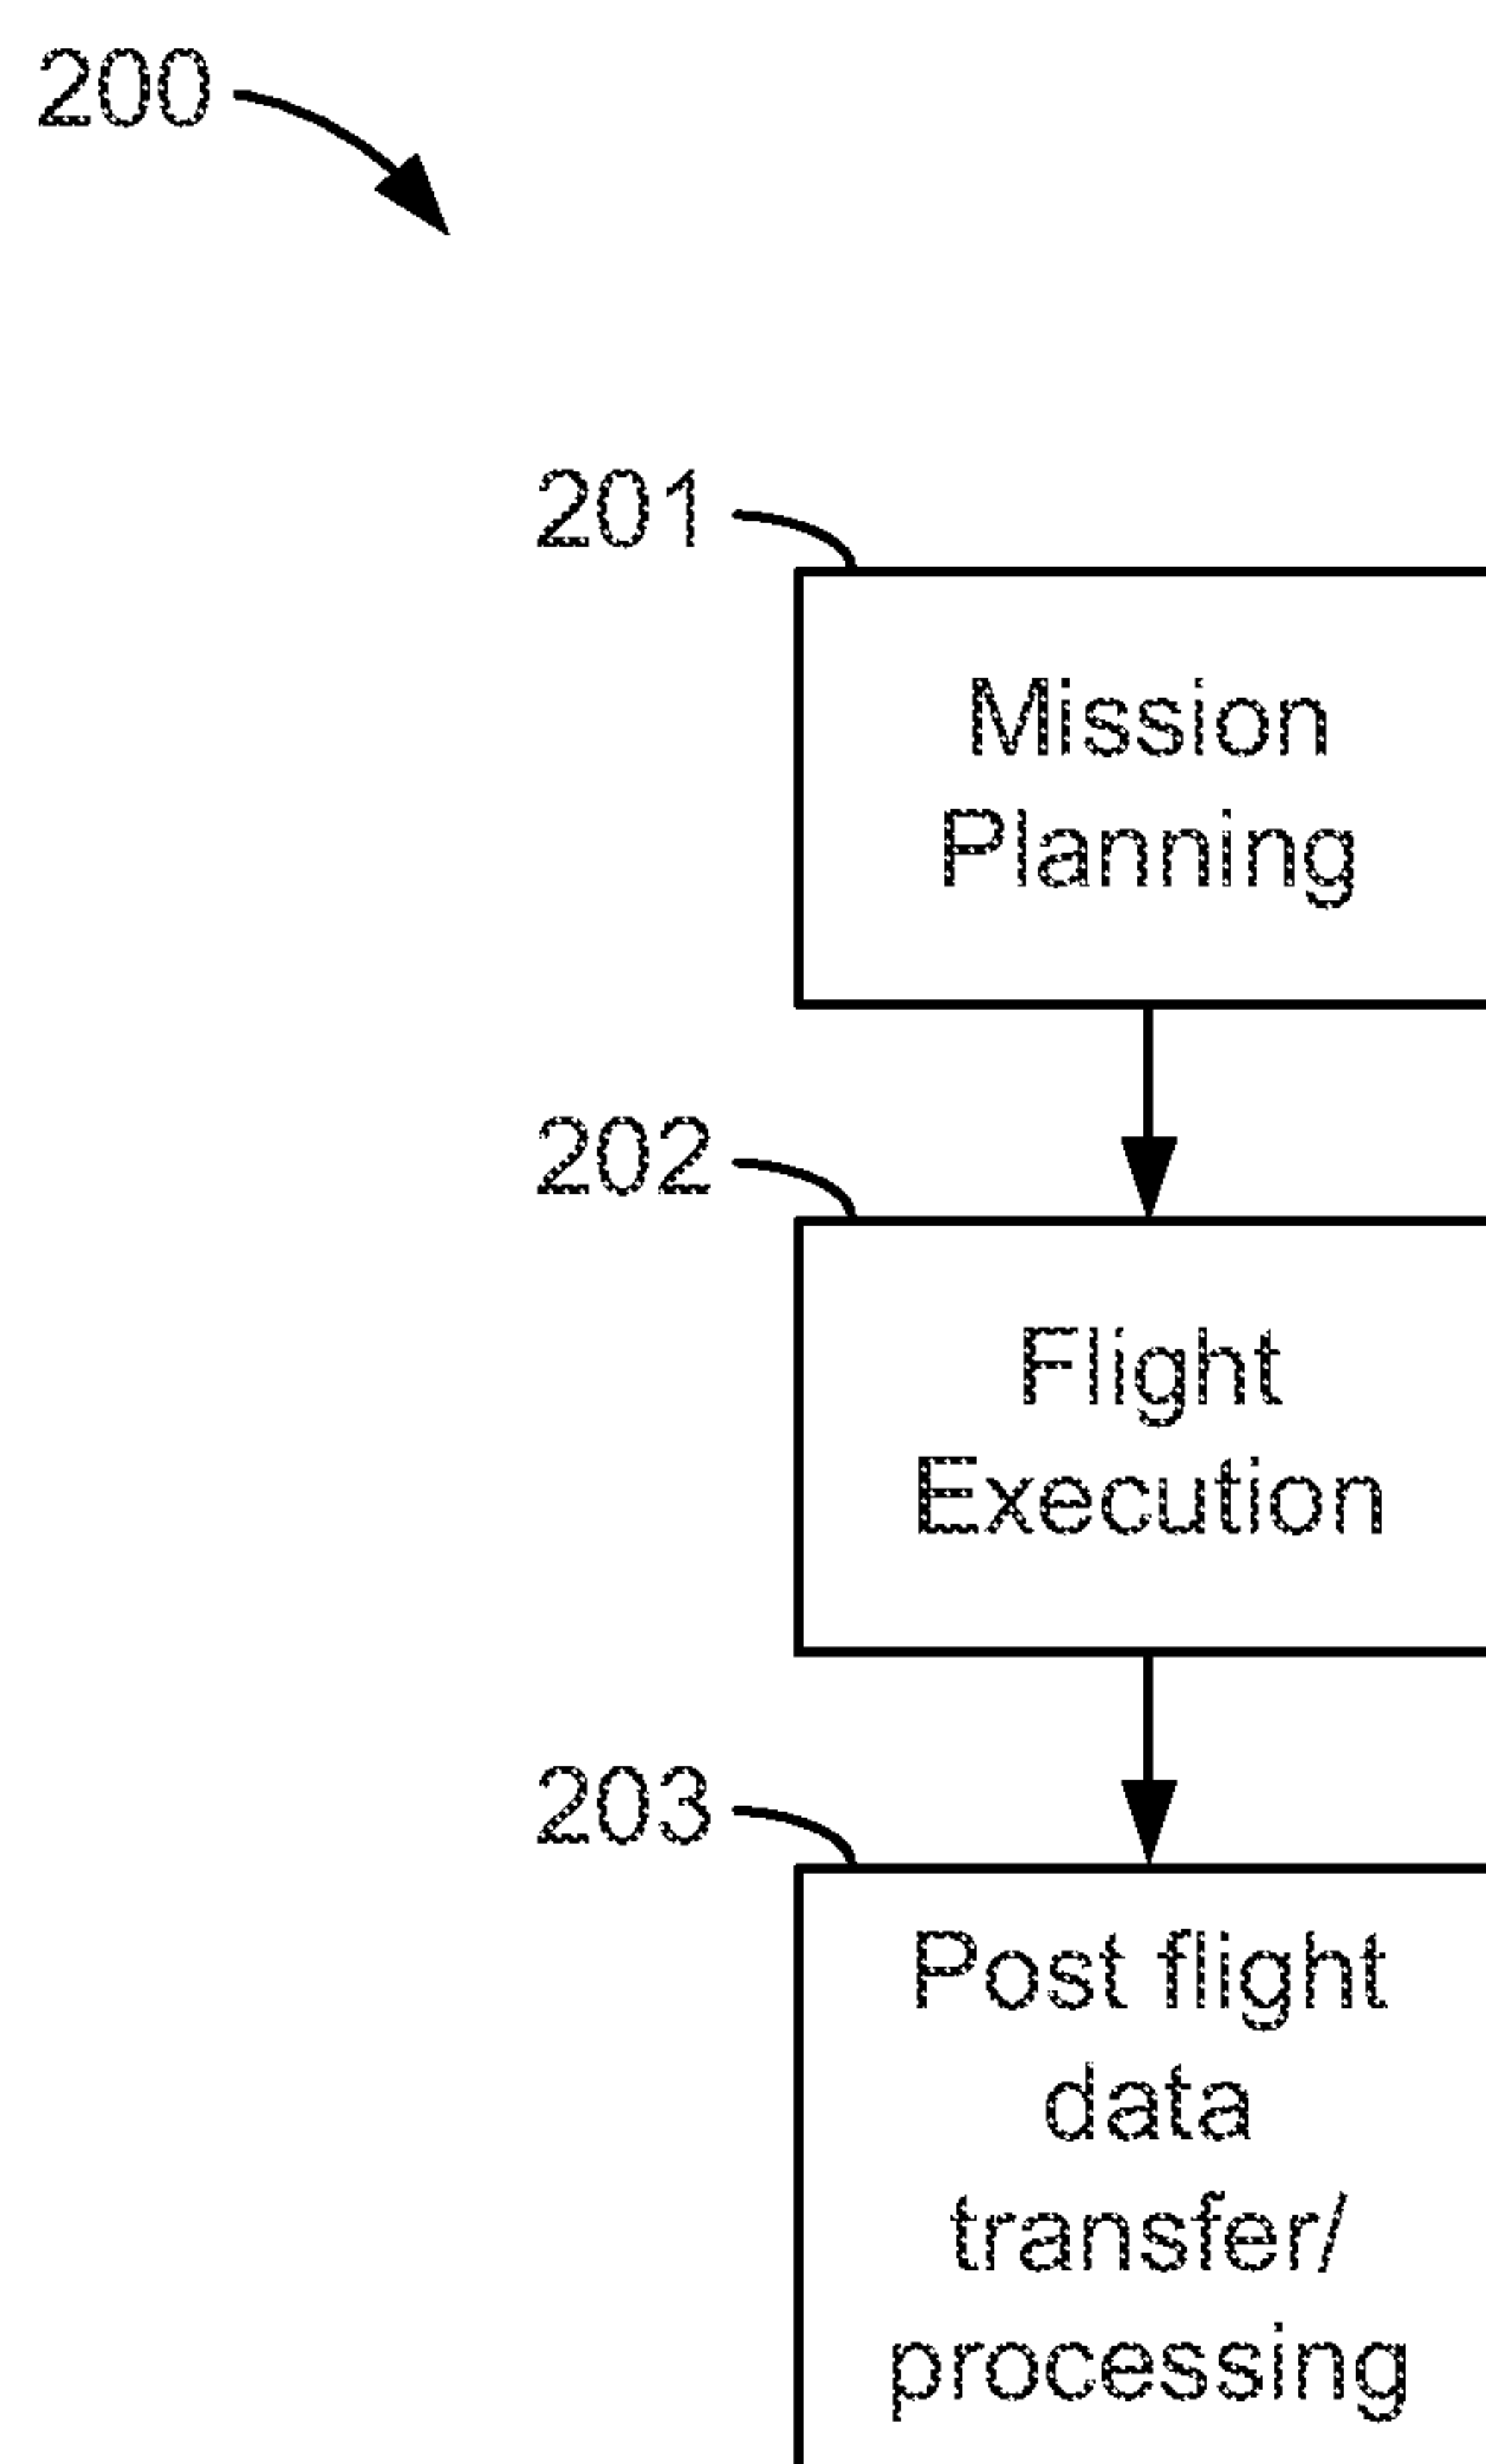 200
201
Mission
Planning
202
Flight
Execution
203
Post flight
data
transfer/
processing